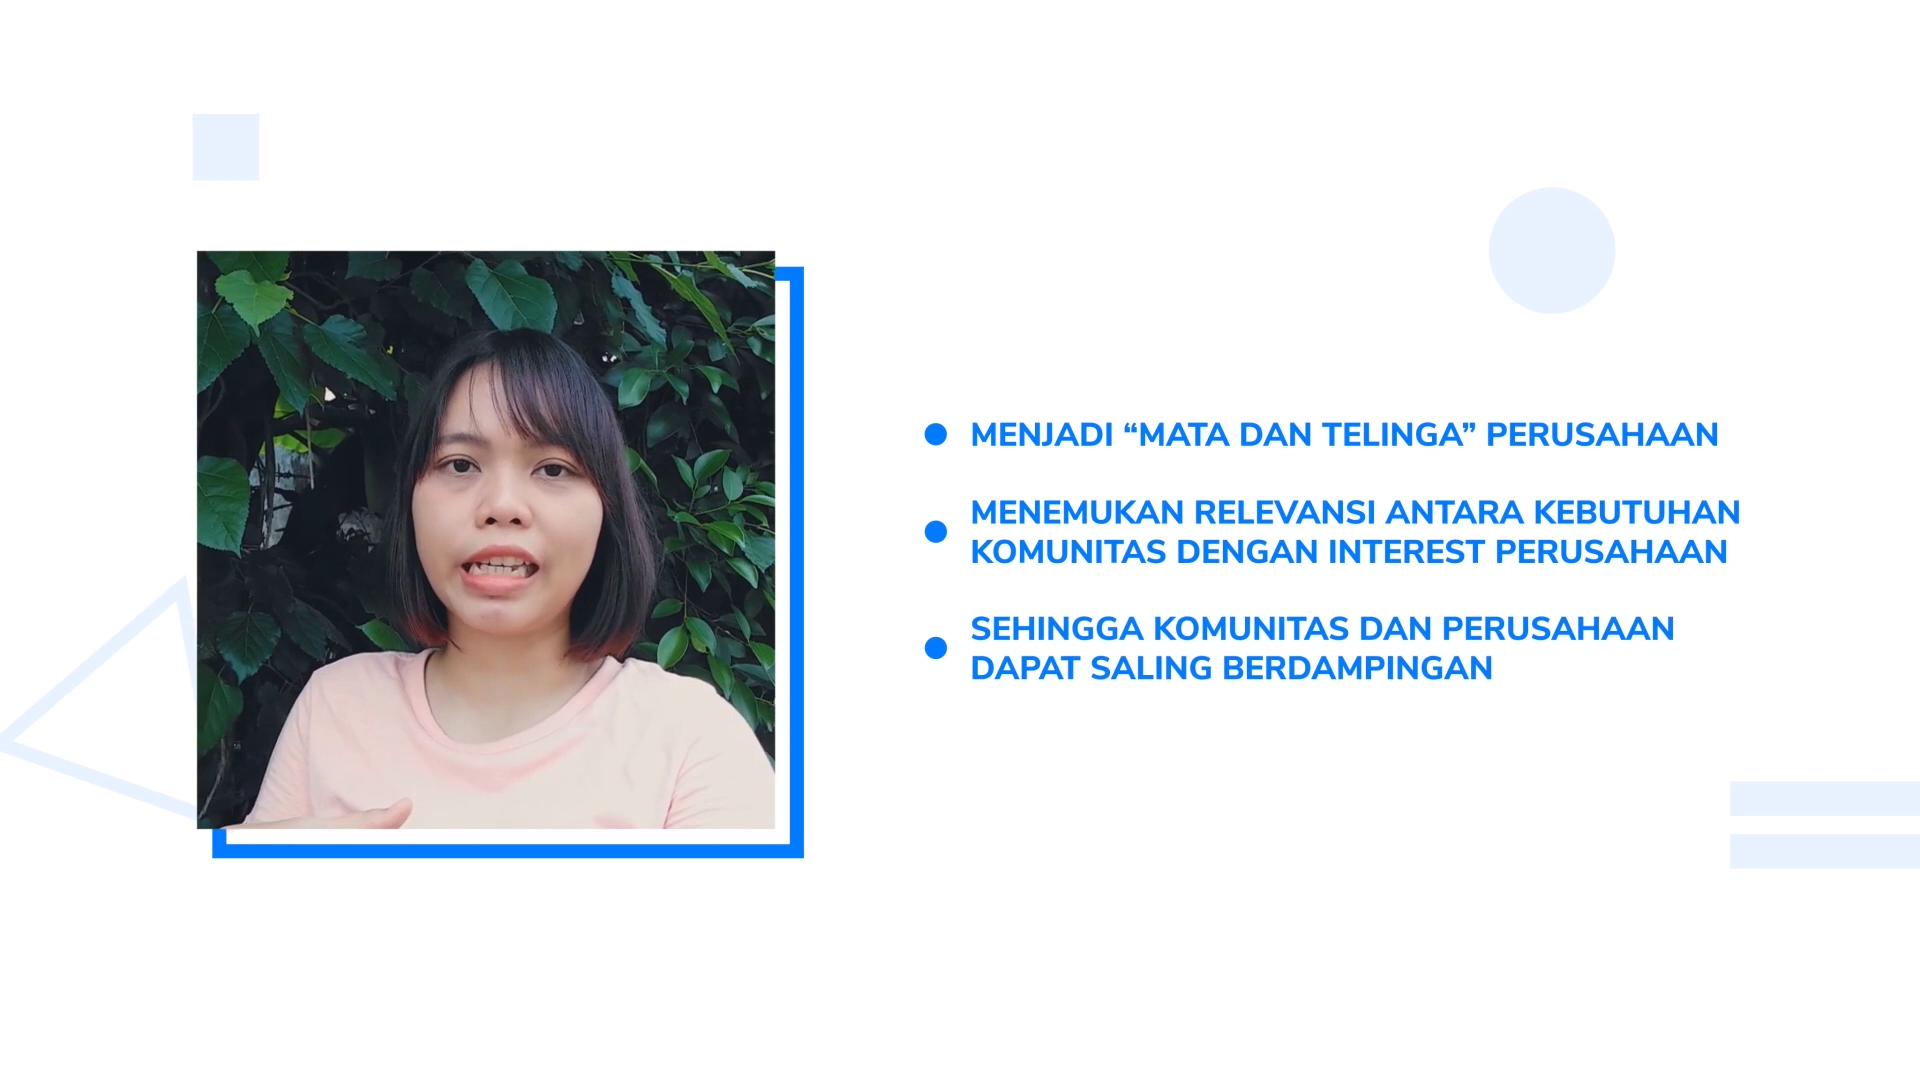 MENJADI “MATA DAN TELINGA” PERUSAHAAN
MENEMUKAN RELEVANSI ANTARA KEBUTUHAN
KOMUNITAS DENGAN INTEREST PERUSAHAAN
SEHINGGA KOMUNITAS DAN PERUSAHAAN
DAPAT SALING BERDAMPINGAN